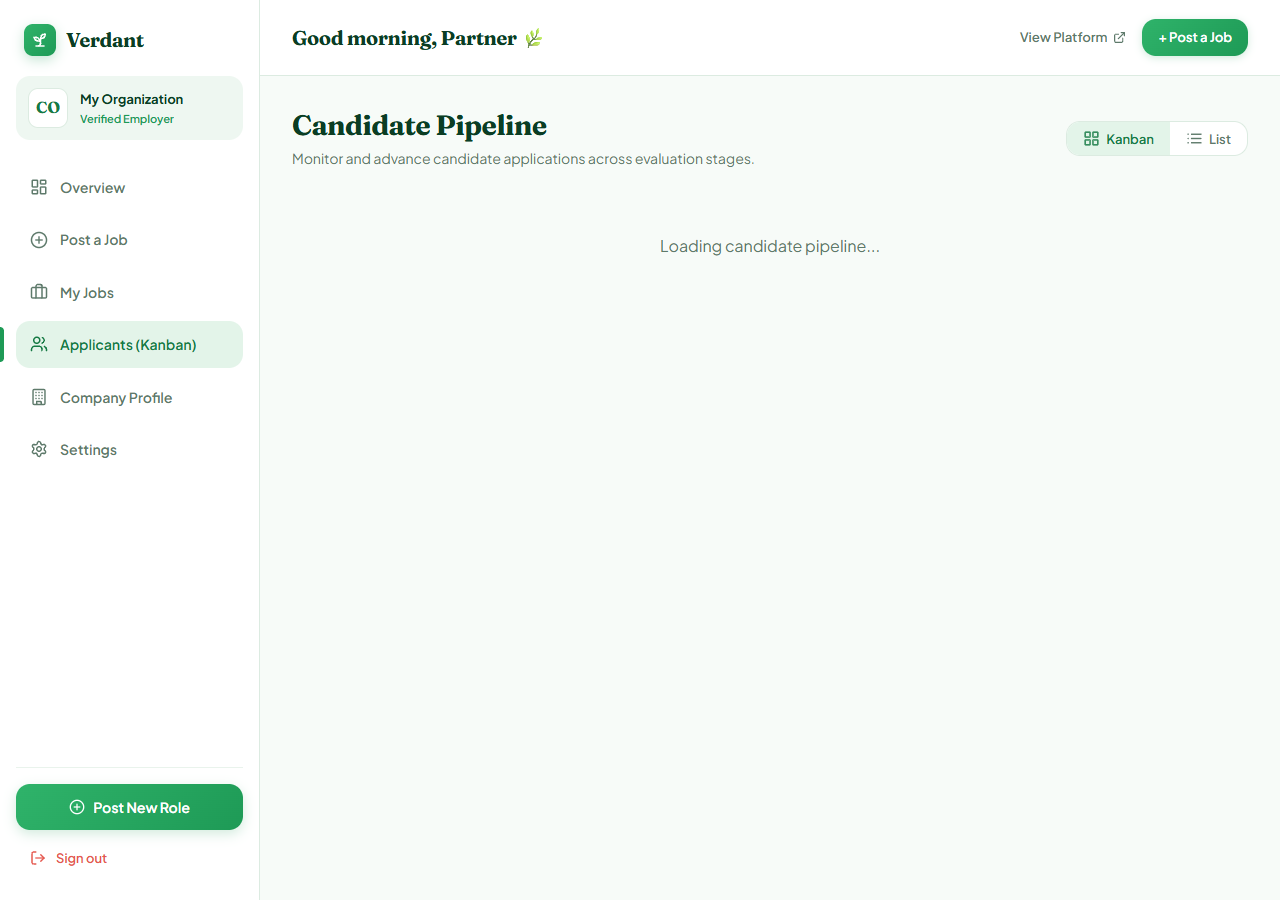 Verdant
CO
My Organization
Verified Employer
Overview
Post a Job
My Jobs
Applicants (Kanban)
Company Profile
Settings
Post New Role
Sign out
Good morning, Partner 🌿
View Platform
+ Post a Job
Candidate Pipeline
Monitor and advance candidate applications across evaluation stages.
Kanban
List
Loading candidate pipeline...